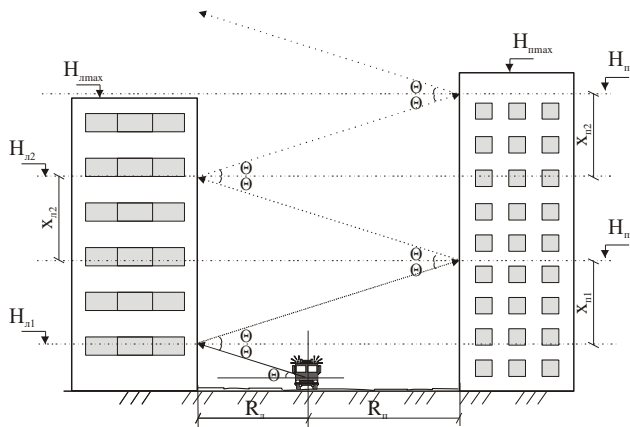 H_лmax
H_пmax
H_п
Θ
Θ
x_п2
H_л2
Θ
Θ
x_л2
H_п
Θ
Θ
x_п1
H_л1
Θ
Θ
Θ
R_л
R_п